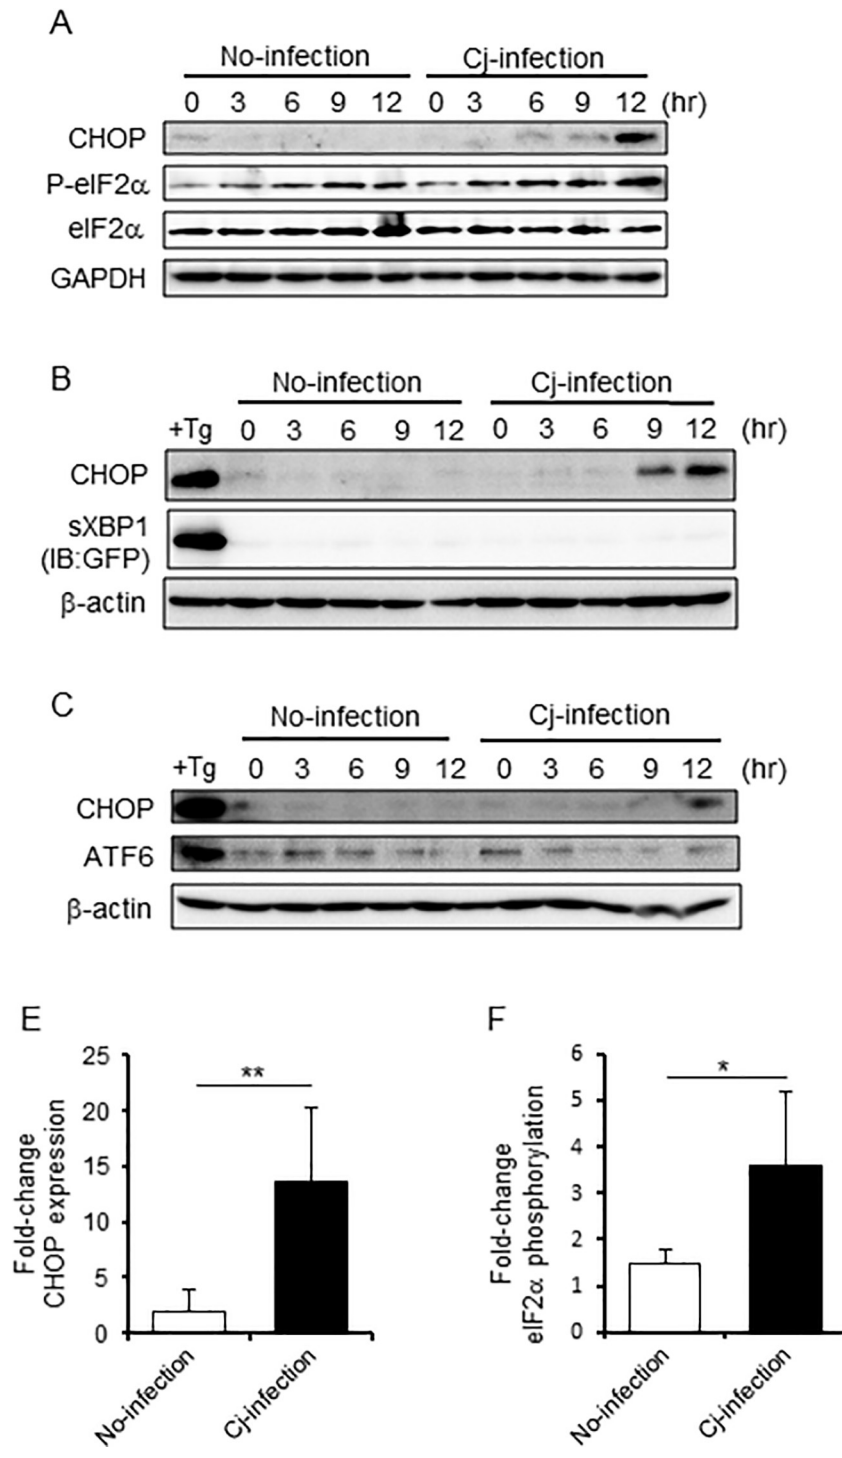 A
No-infection Cj-infection
0 3 6 9 12 0 3 6 9 12 (hr)
CHOP
P-eIF2α
eIF2α
GAPDH
B
No-infection Cj-infection
+Tg 0 3 6 9 12 0 3 6 9 12 (hr)
CHOP
sXBP1
(IB:GFP)
β-actin
C
No-infection Cj-infection
+Tg 0 3 6 9 12 0 3 6 9 12 (hr)
CHOP
ATF6
β-actin
E
Fold-change
CHOP expression
25
20
15
10
5
0
**
No-infection
Cj-infection
F
Fold-change
eIF2α phosphorylation
6
5
4
3
2
1
0
*
No-infection
Cj-infection